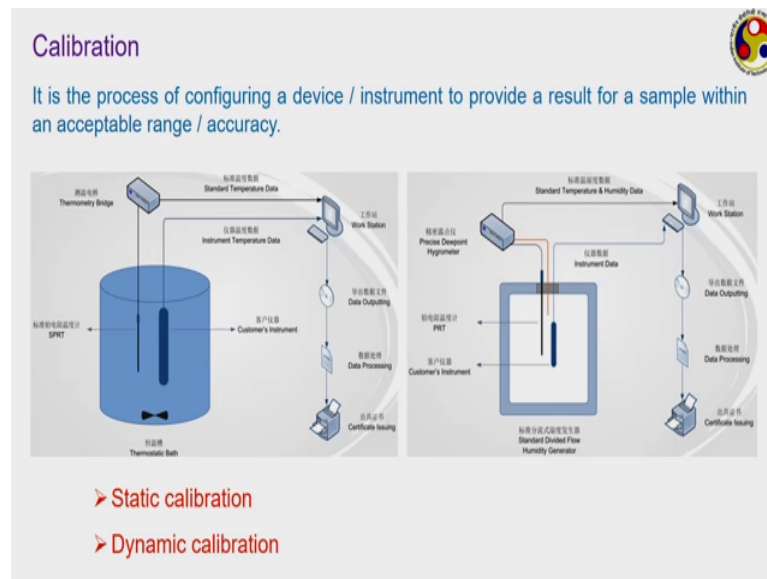 Calibration
It is the process of configuring a device / instrument to provide a result for a sample within
an acceptable range / accuracy.
标准温度数据
Standard Temperature Data
测温电桥
Thermometry Bridge
工作站
Work Station
仪器温度数据
Instrument Temperature Data
导出数据文件
Data Outputting
标准铂电阻温度计
SPRT
客户仪器
Customer's Instrument
数据处理
Data Processing
出具证书
Certificate Issuing
恒温槽
Thermostatic Bath
标准温湿度数据
Standard Temperature & Humidity Data
工作站
Work Station
精密露点仪
Precise Dewpoint
Hygrometer
仪器数据
Instrument Data
导出数据文件
Data Outputting
铂电阻温度计
PRT
数据处理
Data Processing
客户仪器
Customer's Instrument
出具证书
Certificate Issuing
标准分流式湿度发生器
Standard Divided Flow
Humidity Generator
➢ Static calibration
➢ Dynamic calibration